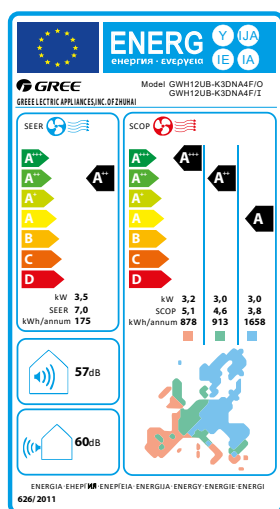 ENERG Y IJA
енергия · ενεργεια IE IA
GREE
Model GWH12UB-K3DNA4F/O
GWH12UB-K3DNA4F/I
GREE ELECTRIC APPLIANCES,INC. OF ZHUHAI
SEER
SCOP
A+++
A++
A+
A
B
C
D
A++
A+++
A++
A+
A
B
C
D
A+++
A++
A
kW 3,5
SEER 7,0
kWh/annum 175
kW 3,2 3,0 3,0
SCOP 5,1 4,6 3,8
kWh/annum 878 913 1658
57dB
60dB
ENERGIA·ЕНЕРГИЯ·ΕΝΕΡΓΕΙΑ·ENERGIJA·ENERGY·ENERGIE·ENERGI
626/2011